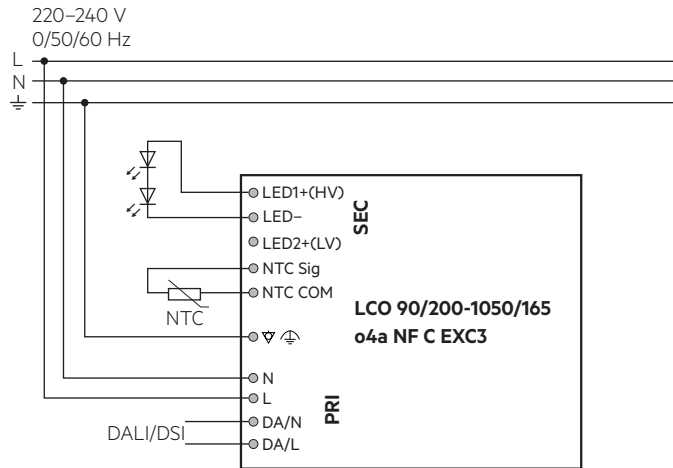 220–240 V
0/50/60 Hz
L
N
LED1+(HV)
LED–
SEC
LED2+(LV)
NTC Sig
NTC COM
NTC
LCO 90/200-1050/165
o4a NF C EXC3
N
L
PRI
DA/N
DALI/DSI
DA/L